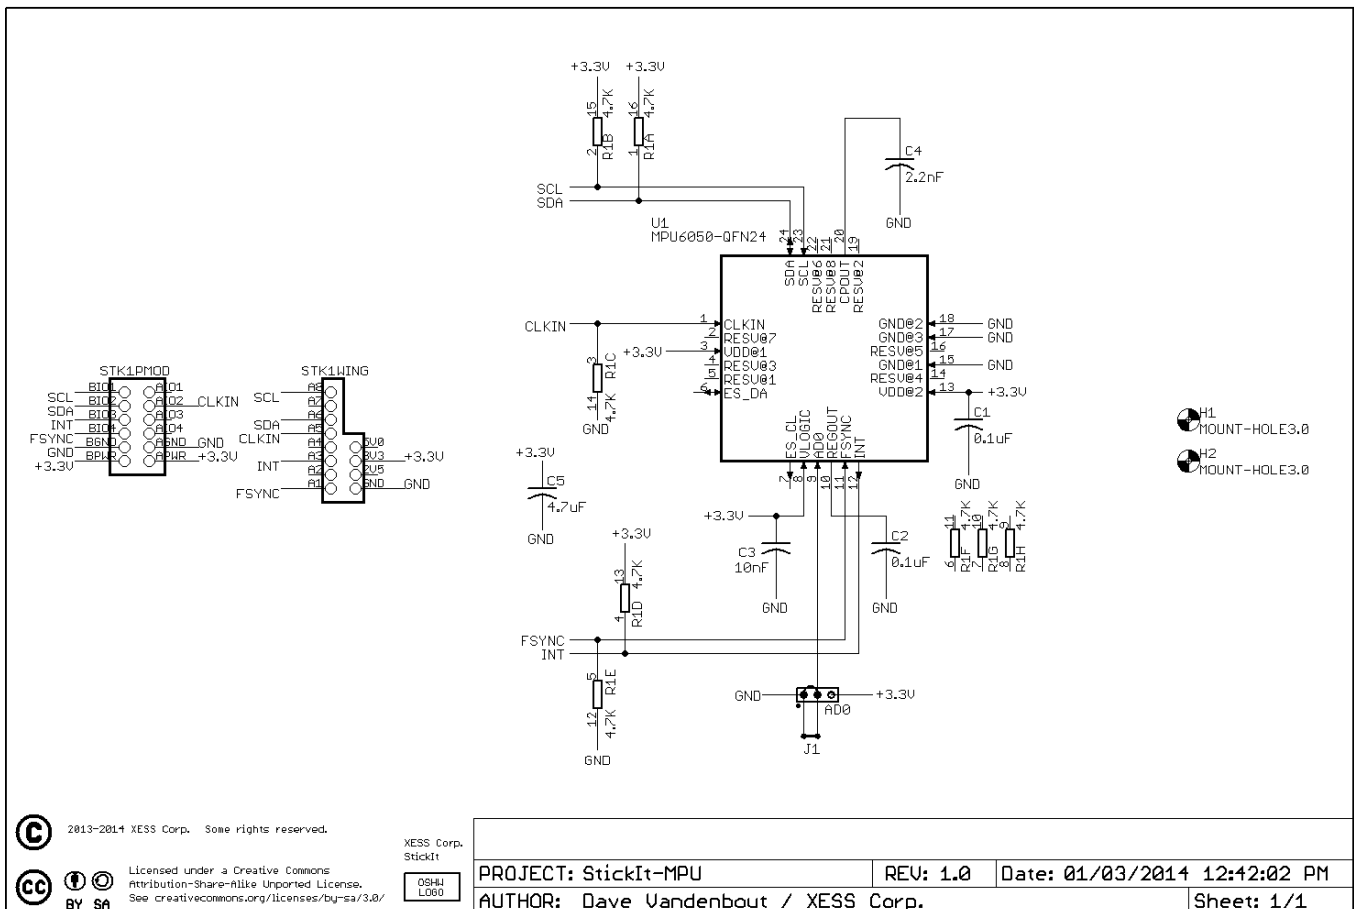 +3.3V +3.3V
15 4.7K 16 4.7K
2 R1B 1 R1A
C4
2.2nF
GND
SCL
SDA
U1
MPU6050-QFN24
24 23 22 21 20 19
SDA SCL RESV@6 RESV@8 CPOUT RESV@2
CLKIN 1 CLKIN
2 RESV@7
+3.3V 3 VDD@1
4 RESV@3
5 RESV@1
6 ES_DA
GND@2 18 GND
GND@3 17 GND
RESV@5 16
GND@1 15 GND
RESV@4 14
VDD@2 13 +3.3V
3 R1C
14 4.7K
GND
C1
0.1uF
GND
ES_CL VLOGIC AD0 REGOUT FSYNC INT
7 8 9 10 11 12
STK1PMOD
SCL BIO1 AIO1
SDA BIO2 AIO2 CLKIN
INT BIO3 AIO3
FSYNC BIO4 AIO4
GND BGND AGND GND
+3.3V BPWR APWR +3.3V
STK1WING
SCL A8
A7
SDA A6
CLKIN A5
A4 5V0
INT A3 3V3 +3.3V
A2 2V5
FSYNC A1 GND GND
H1
MOUNT-HOLE3.0
H2
MOUNT-HOLE3.0
+3.3V
C5
4.7uF
GND
+3.3V
C3
10nF
GND
C2
0.1uF
GND
11 4.7K 10 4.7K 9 4.7K
6 R1F 7 R1G 8 R1H
+3.3V
13 4.7K
4 R1D
FSYNC
INT
5 R1E
12 4.7K
GND
GND +3.3V
AD0
J1
2013-2014 XESS Corp. Some rights reserved.
Licensed under a Creative Commons
Attribution-Share-Alike Unported License.
See creativecommons.org/licenses/by-sa/3.0/
C
CC
BY SA
XESS Corp.
StickIt
OSHW
LOGO
PROJECT: StickIt-MPU REV: 1.0 Date: 01/03/2014 12:42:02 PM
AUTHOR: Dave Vandenbout / XESS Corp. Sheet: 1/1